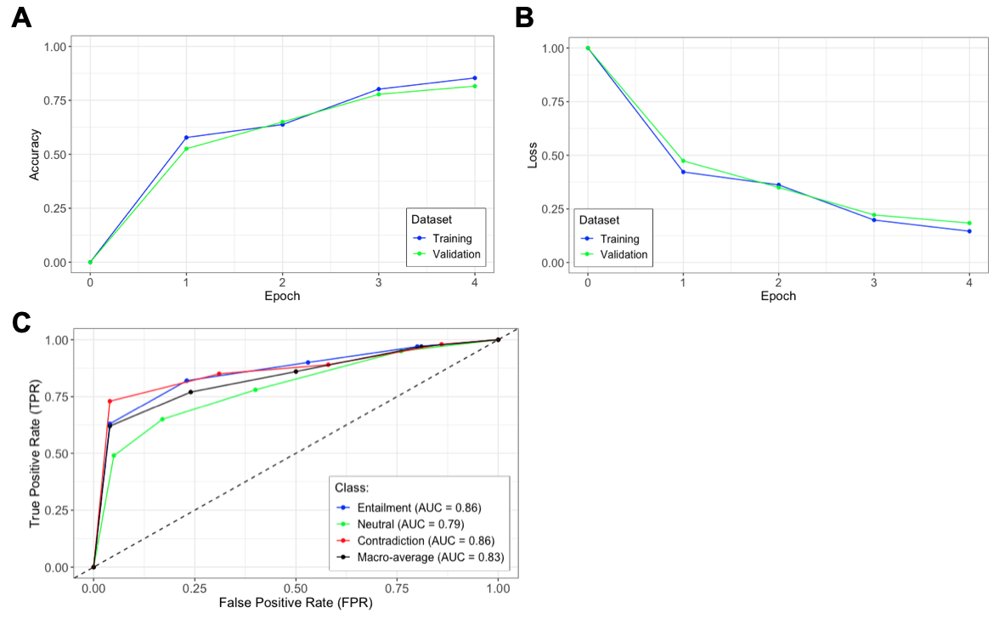 A
1.00
0.75
0.50
0.25
0.00
Accuracy
0 1 2 3 4
Epoch
Dataset
Training
Validation
B
1.00
0.75
0.50
0.25
0.00
Loss
0 1 2 3 4
Epoch
Dataset
Training
Validation
C
1.00
0.75
0.50
0.25
0.00
True Positive Rate (TPR)
0.00 0.25 0.50 0.75 1.00
False Positive Rate (FPR)
Class:
Entailment (AUC = 0.86)
Neutral (AUC = 0.79)
Contradiction (AUC = 0.86)
Macro-average (AUC = 0.83)